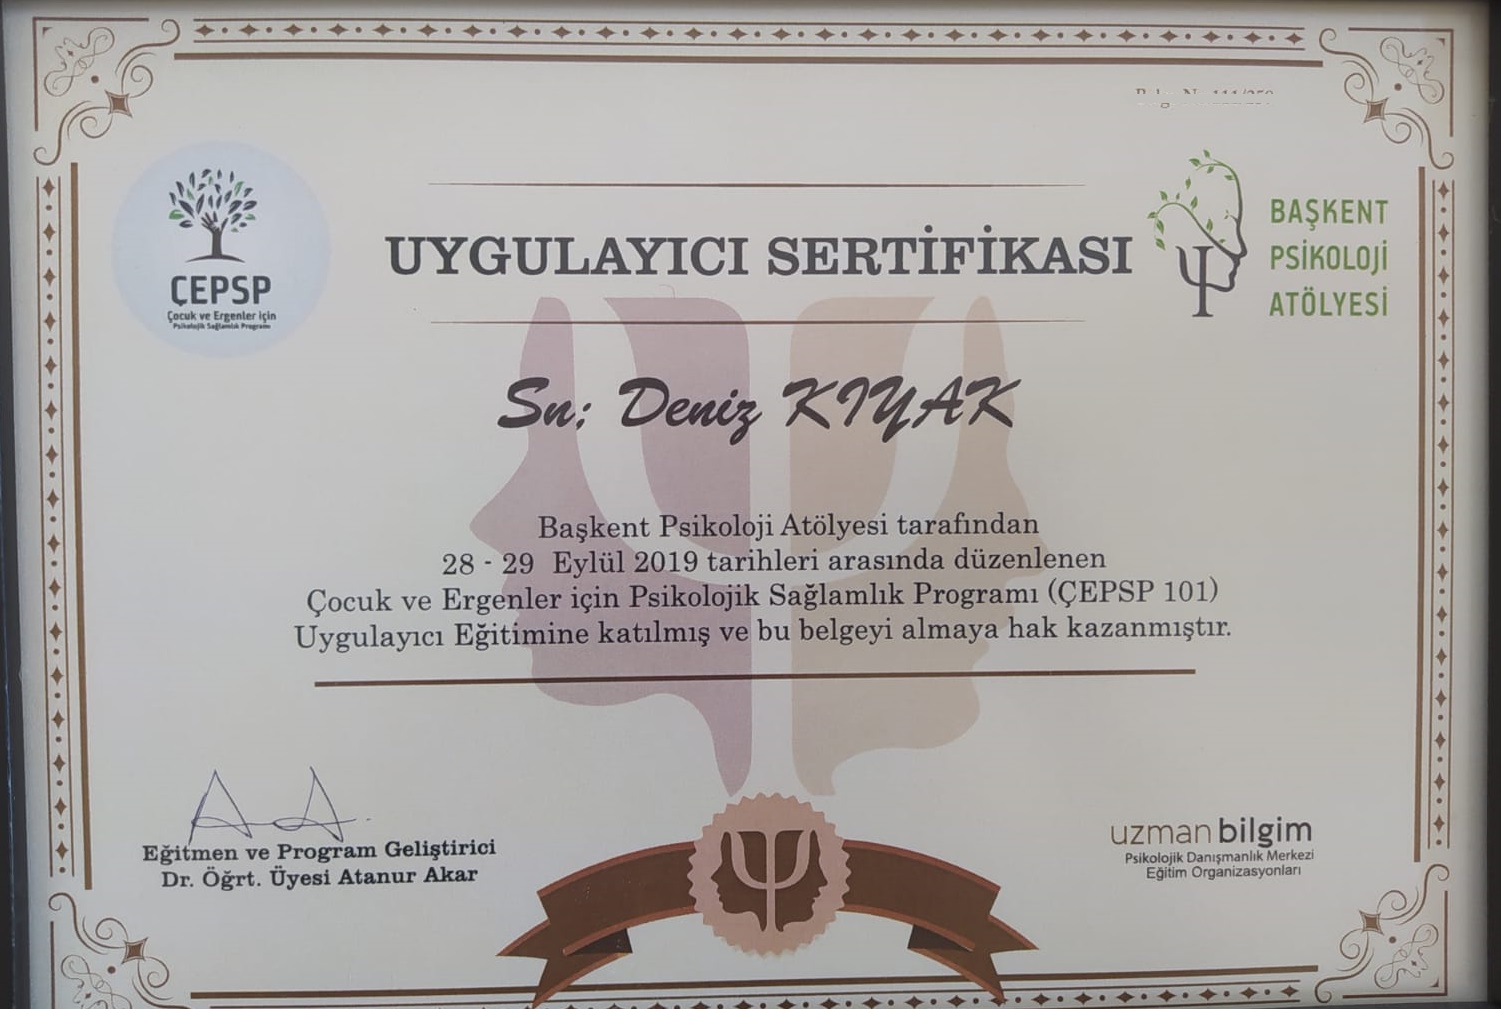 ÇEPSP
Çocuk ve Ergenler için
Psikolojik Sağlamlık Programı
UYGULAYICI SERTİFİKASI
BAŞKENT
PSİKOLOJİ
ATÖLYESİ
Sn; Deniz KIYAK
Başkent Psikoloji Atölyesi tarafından
28 - 29 Eylül 2019 tarihleri arasında düzenlenen
Çocuk ve Ergenler için Psikolojik Sağlamlık Programı (ÇEPSP 101)
Uygulayıcı Eğitimine katılmış ve bu belgeyi almaya hak kazanmıştır.
Eğitmen ve Program Geliştirici
Dr. Öğrt. Üyesi Atanur Akar
uzman bilgim
Psikolojik Danışmanlık Merkezi
Eğitim Organizasyonları